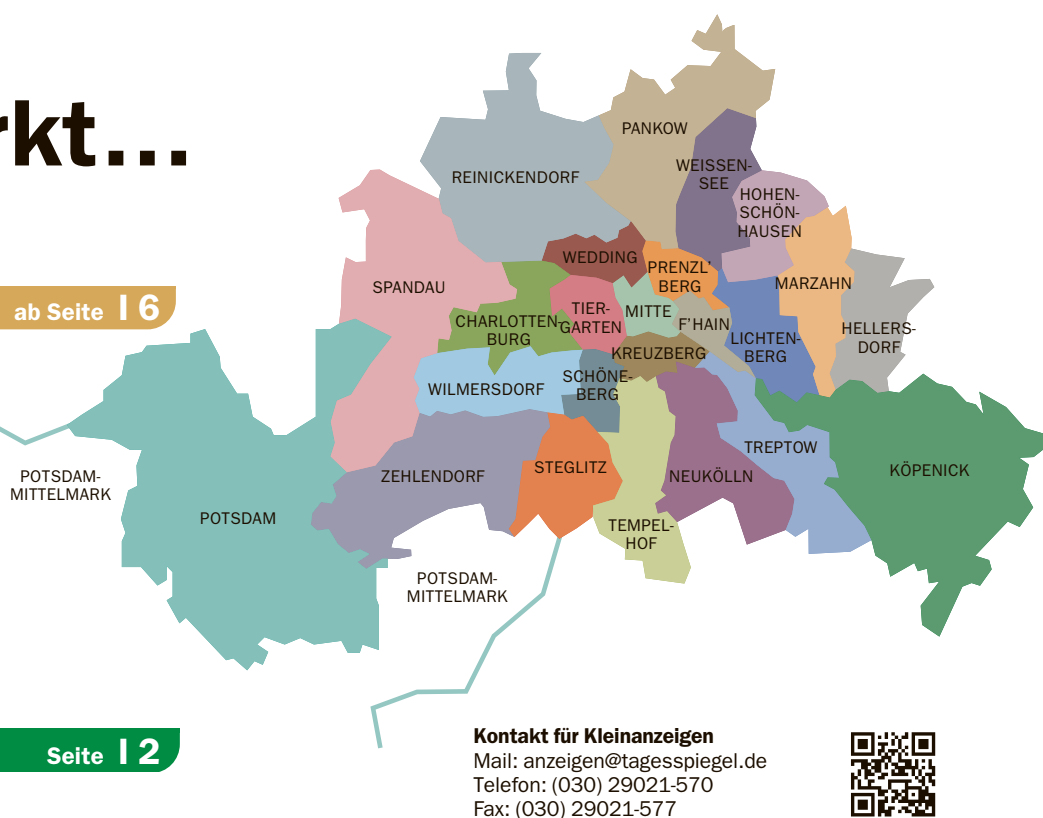 rkt...
ab Seite I 6
PANKOW
WEISSEN-
SEE
REINICKENDORF
HOHEN-
SCHÖN-
HAUSEN
WEDDING
PRENZL'
BERG
MARZAHN
SPANDAU
TIER-
GARTEN
MITTE
F'HAIN
CHARLOTTEN-
BURG
LICHTEN-
BERG
HELLERS-
DORF
KREUZBERG
WILMERSDORF
SCHÖNE-
BERG
TREPTOW
KÖPENICK
STEGLITZ
ZEHLENDORF
NEUKÖLLN
POTSDAM-
MITTELMARK
POTSDAM
TEMPEL-
HOF
POTSDAM-
MITTELMARK
Seite I 2
Kontakt für Kleinanzeigen
Mail: anzeigen@tagesspiegel.de
Telefon: (030) 29021-570
Fax: (030) 29021-577